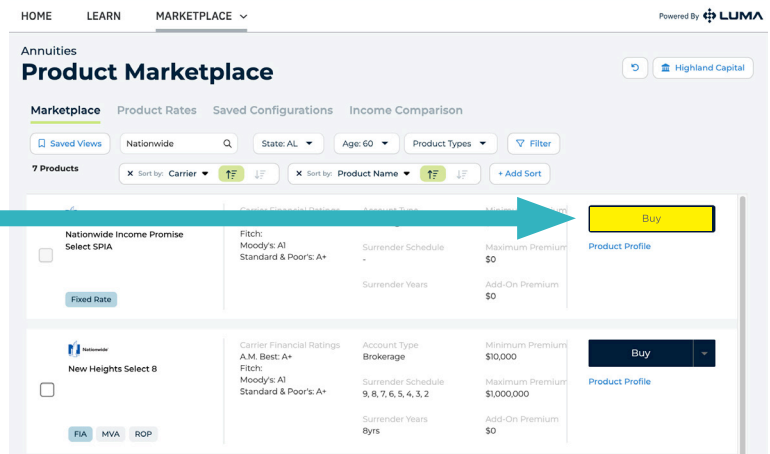 HOME LEARN MARKETPLACE
Powered By LUMA
Annuities
Product Marketplace
Highland Capital
Marketplace Product Rates Saved Configurations Income Comparison
Saved Views Nationwide State: AL Age: 60 Product Types Filter
7 Products × Sort by: Carrier × Sort by: Product Name + Add Sort
Nationwide Income Promise
Select SPIA
Fixed Rate
Carrier Financial Ratings
Fitch:
Moody's: A1
Standard & Poor's: A+
Account Type
Surrender Schedule
-
Surrender Years
Minimum Premium
Maximum Premium
$0
Add-On Premium
$0
Buy
Product Profile
Nationwide
New Heights Select 8
FIA MVA ROP
Carrier Financial Ratings
A.M. Best: A+
Fitch:
Moody's: A1
Standard & Poor's: A+
Account Type
Brokerage
Surrender Schedule
9, 8, 7, 6, 5, 4, 3, 2
Surrender Years
8yrs
Minimum Premium
$10,000
Maximum Premium
$1,000,000
Add-On Premium
$0
Buy
Product Profile